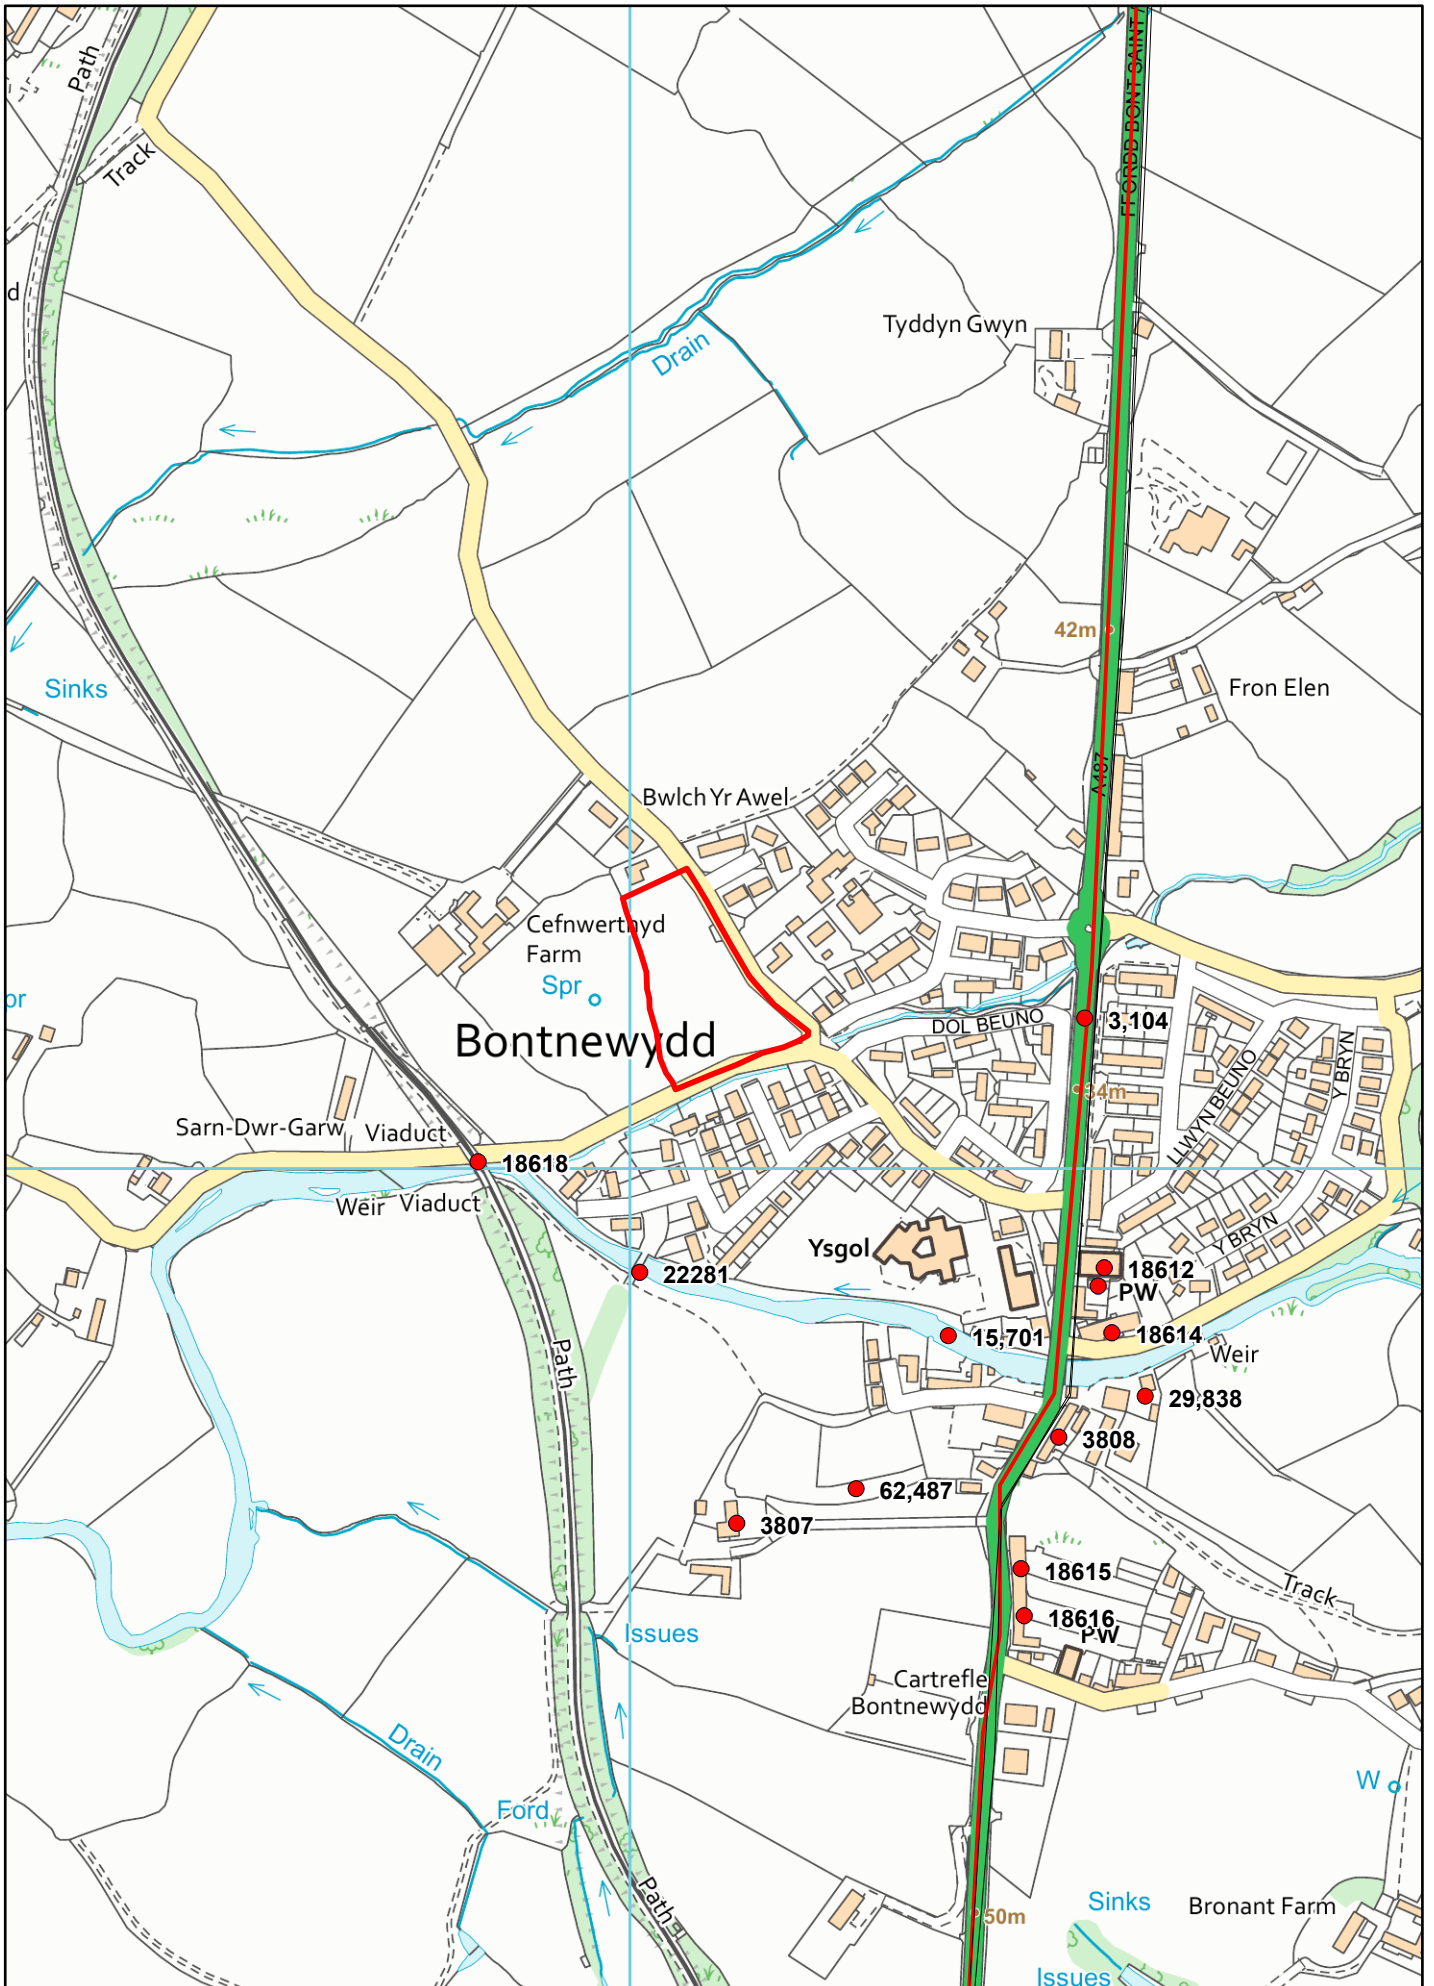 Path
FFORDD BONT SAINT
Track
d
Tyddyn Gwyn
Drain
42m
Sinks
Fron Elen
A487
Bwlch Yr Awel
Cefnwerthyd
Farm
Spr
Bontnewydd
DOL BEUNO
3,104
34m
LLWYN BEUNO
Y BRYN
Sarn-Dwr-Garw
Viaduct
18618
Weir
Viaduct
Ysgol
Y BRYN
22281
18612
PW
15,701
18614
Weir
Path
29,838
3808
62,487
3807
18615
Track
18616
PW
Issues
Cartrefle
Bontnewydd
Drain
W
Ford
Path
Sinks
Bronant Farm
50m
Issues